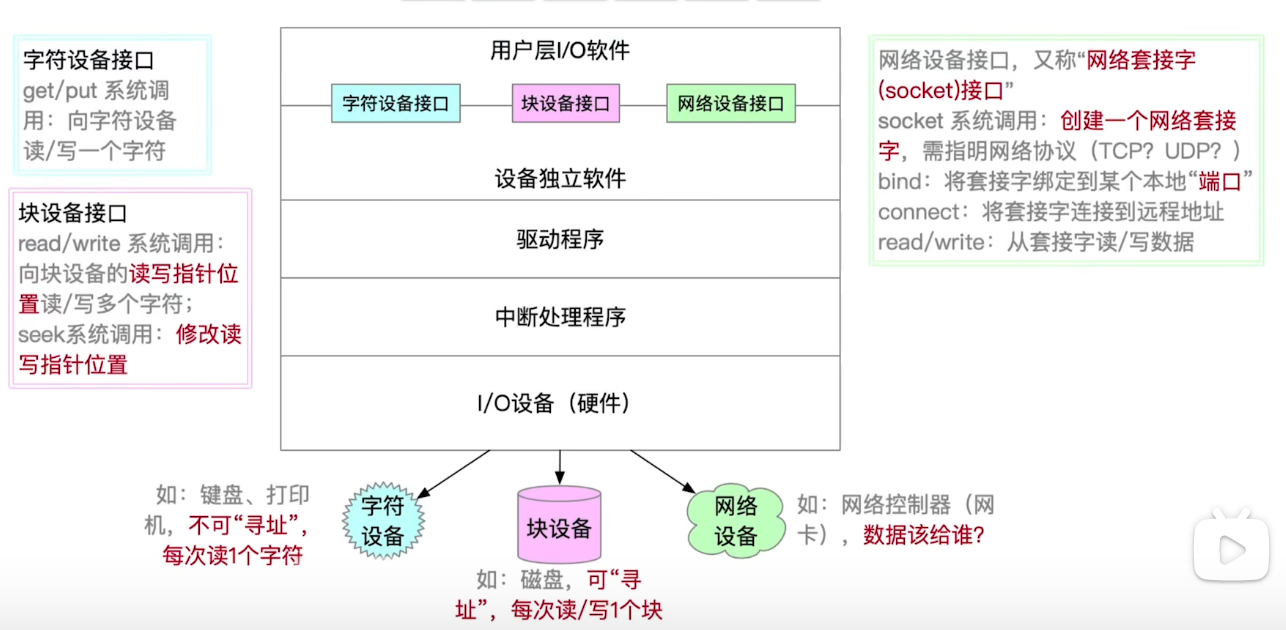 字符设备接口
get/put 系统调
用：向字符设备
读/写一个字符
块设备接口
read/write 系统调用：
向块设备的读写指针位
置读/写多个字符；
seek系统调用：修改读
写指针位置
用户层I/O软件
字符设备接口
块设备接口
网络设备接口
设备独立软件
驱动程序
中断处理程序
I/O设备（硬件）
网络设备接口，又称“网络套接字
(socket)接口”
socket 系统调用：创建一个网络套接
字，需指明网络协议（TCP？UDP？）
bind：将套接字绑定到某个本地“端口”
connect：将套接字连接到远程地址
read/write：从套接字读/写数据
如：键盘、打印
机，不可“寻址”，
每次读1个字符
字符
设备
块设备
如：磁盘，可“寻
址”，每次读/写1个块
网络
设备
如：网络控制器（网
卡），数据该给谁？